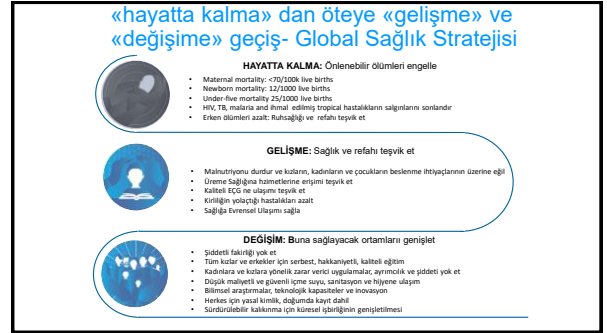 «hayatta kalma» dan öteye «gelişme» ve
«değişime» geçiş- Global Sağlık Stratejisi
HAYATTA KALMA: Önlenebilir ölümleri engelle
• Maternal mortality: <70/100k live births
• Newborn mortality: 12/1000 live births
• Under-five mortality 25/1000 live births
• HIV, TB, malaria and ihmal edilmiş tropical hastalıkların salgınlarını sonlandır
• Erken ölümleri azalt: Ruhsağlığı ve refahı teşvik et
GELİŞME: Sağlık ve refahı teşvik et
• Malnutriyonu durdur ve kızların, kadınların ve çocukların beslenme ihtiyaçlarının üzerine eğil
• Üreme Sağlığına hzimetlerine erişimi teşvik et
• Kaliteli EÇG ne ulaşımı teşvik et
• Kirliliğin yolaçtığı hastalıkları azalt
• Sağlığa Evrensel Ulaşımı sağla
DEĞİŞİM: Buna sağlayacak ortamların genişlet
• Şiddetli fakirliği yok et
• Tüm kızlar ve erkekler için serbest, hakkaniyetli, kaliteli eğitim
• Kadınlara ve kızlara yönelik zarar verici uygulamalar, ayrımcılık ve şiddeti yok et
• Düşük maliyetli ve güvenli içme suyu, sanitasyon ve hijyene ulaşım
• Bilimsel araştırmalar, teknolojik kapasiteler ve inovasyon
• Herkes için yasal kimlik, doğumda kayıt dahil
• Sürdürülebilir kalkınma için küresel işbirliğinin genişletilmesi